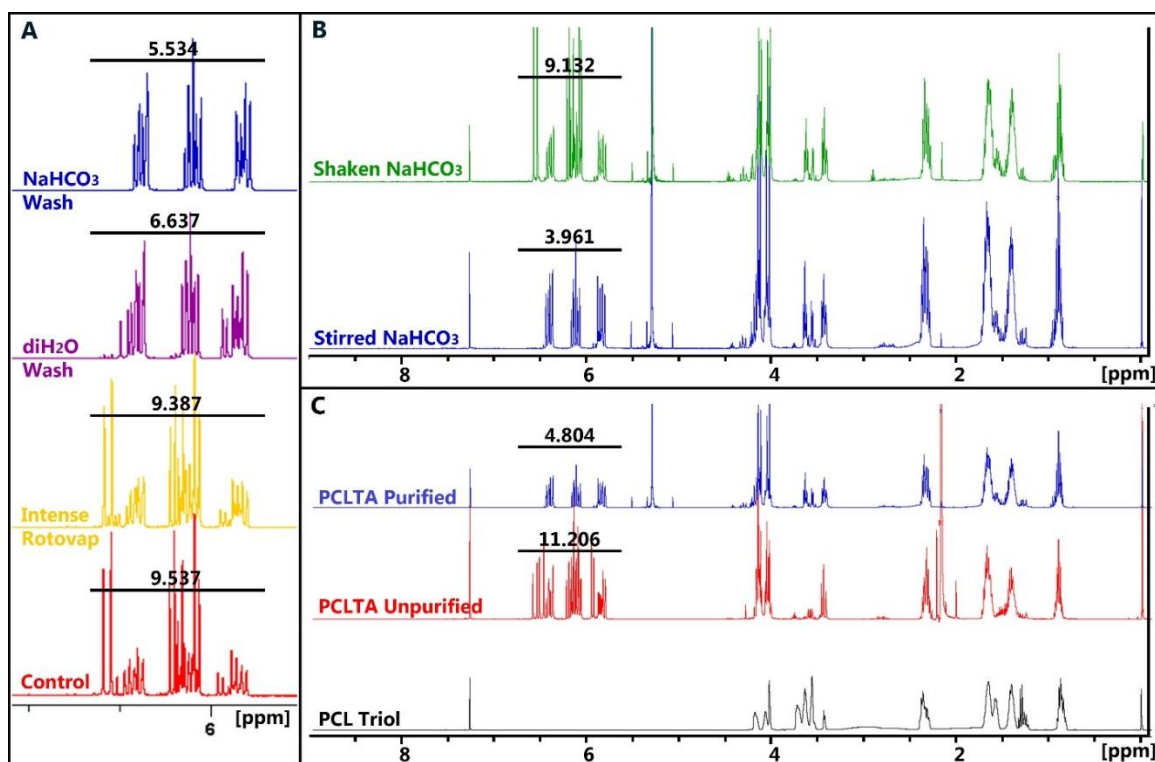 A
5.534
NaHCO3
Wash
6.637
diH2O
Wash
9.387
Intense
Rotovap
9.537
Control
6
[ppm]
B
9.132
Shaken NaHCO3
3.961
Stirred NaHCO3
8
6
4
2
[ppm]
C
4.804
PCLTA Purified
11.206
PCLTA Unpurified
PCL Triol
8
6
4
2
[ppm]